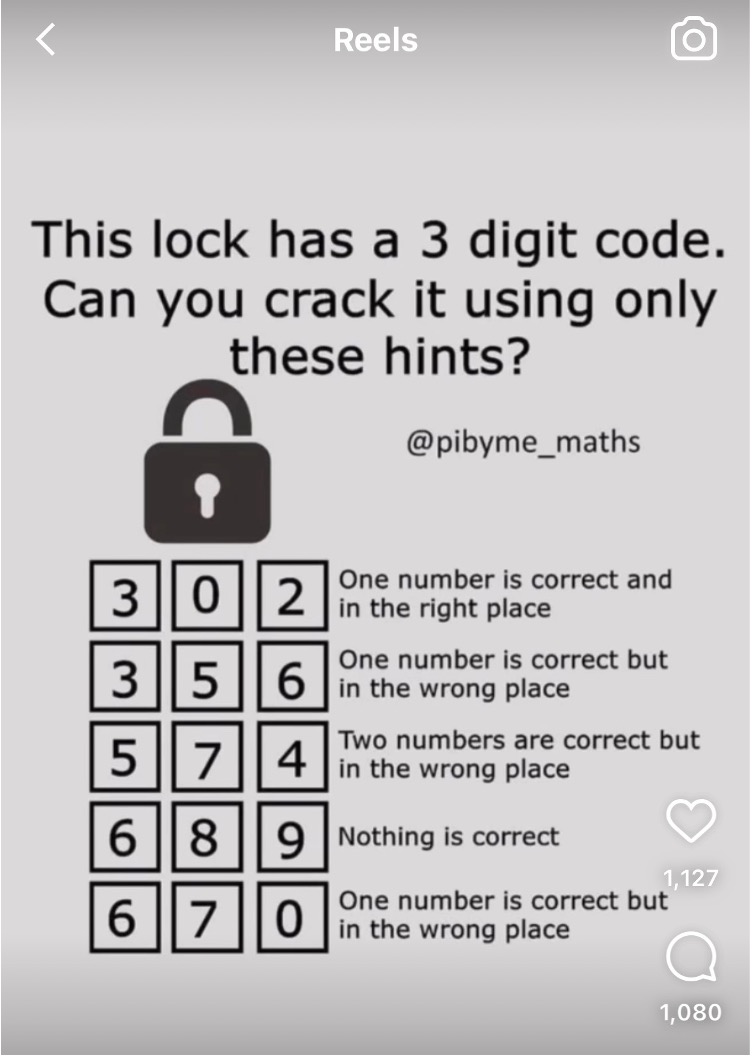 Reels
This lock has a 3 digit code.
Can you crack it using only
these hints?
@pibyme_maths
3 0 2 One number is correct and
in the right place
3 5 6 One number is correct but
in the wrong place
5 7 4 Two numbers are correct but
in the wrong place
6 8 9 Nothing is correct
1,127
6 7 0 One number is correct but
in the wrong place
1,080